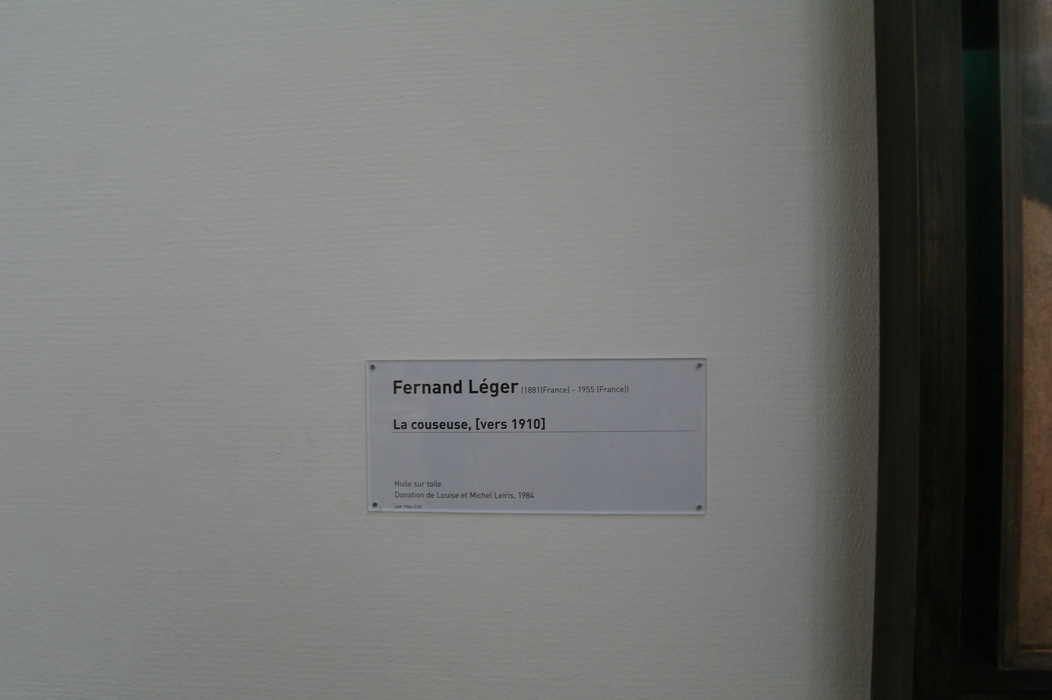 Fernand Léger (1881(France) - 1955 (France))
La couseuse, [vers 1910]
Huile sur toile
Donation de Louise et Michel Leiris, 1984